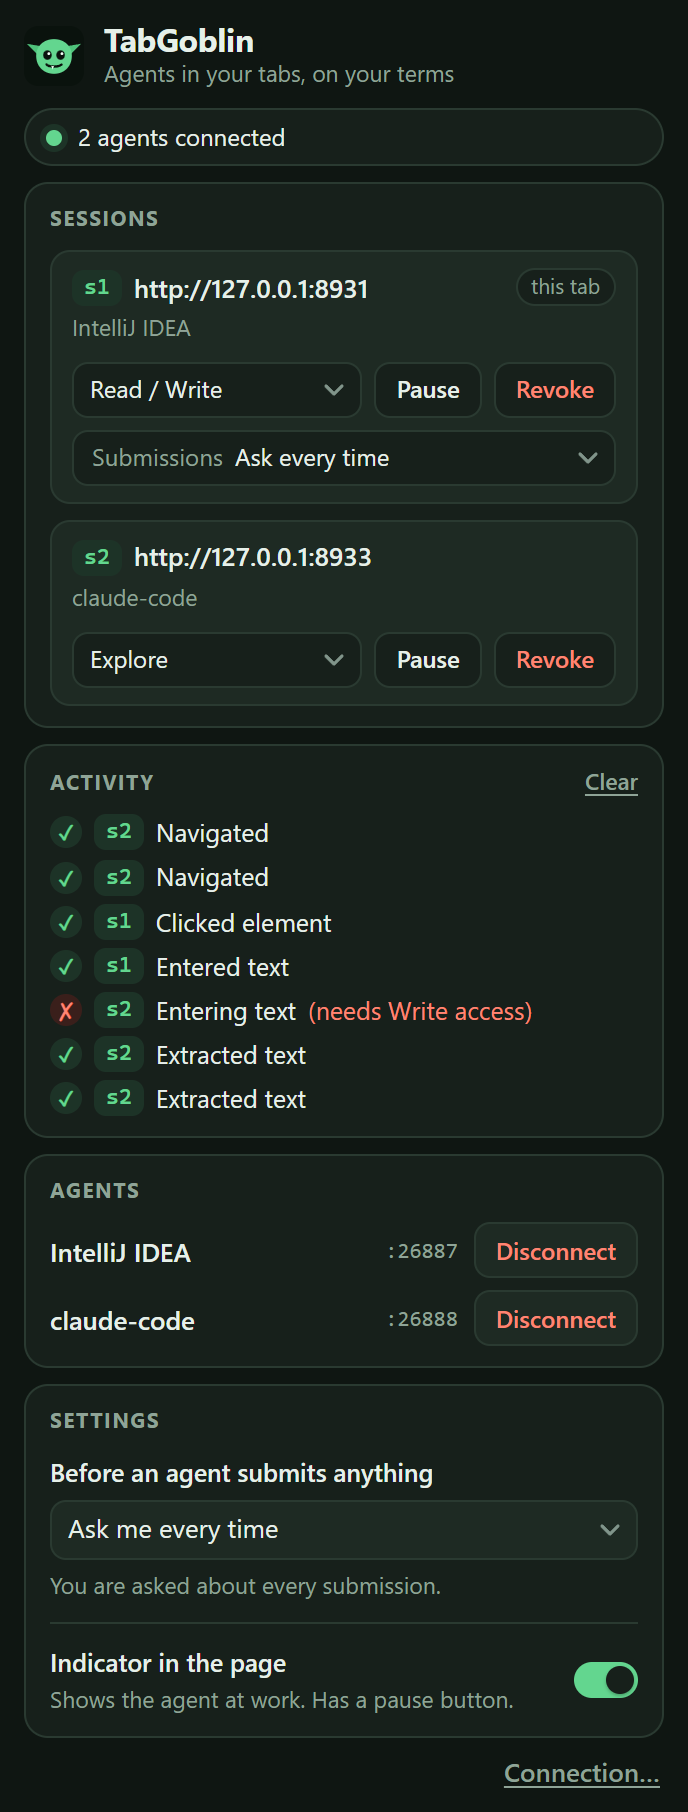 TabGoblin
Agents in your tabs, on your terms
2 agents connected
SESSIONS
s1 http://127.0.0.1:8931 this tab
IntelliJ IDEA
Read / Write Pause Revoke
Submissions Ask every time
s2 http://127.0.0.1:8933
claude-code
Explore Pause Revoke
ACTIVITY Clear
✓ s2 Navigated
✓ s2 Navigated
✓ s1 Clicked element
✓ s1 Entered text
✗ s2 Entering text (needs Write access)
✓ s2 Extracted text
✓ s2 Extracted text
AGENTS
IntelliJ IDEA :26887 Disconnect
claude-code :26888 Disconnect
SETTINGS
Before an agent submits anything
Ask me every time
You are asked about every submission.
Indicator in the page
Shows the agent at work. Has a pause button.
Connection...